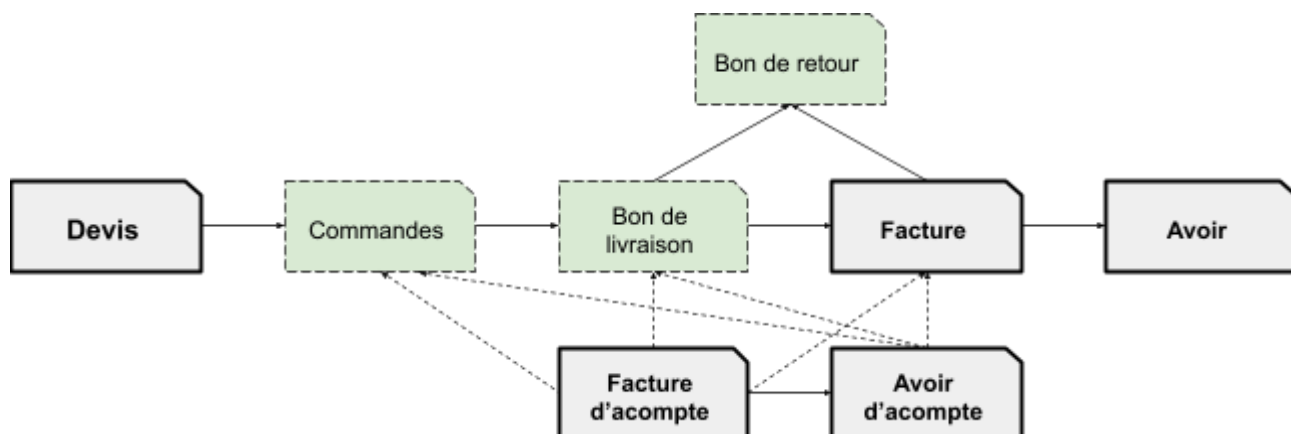 Bon de retour
Devis
Commandes
Bon de
livraison
Facture
Avoir
Facture
d’acompte
Avoir
d’acompte